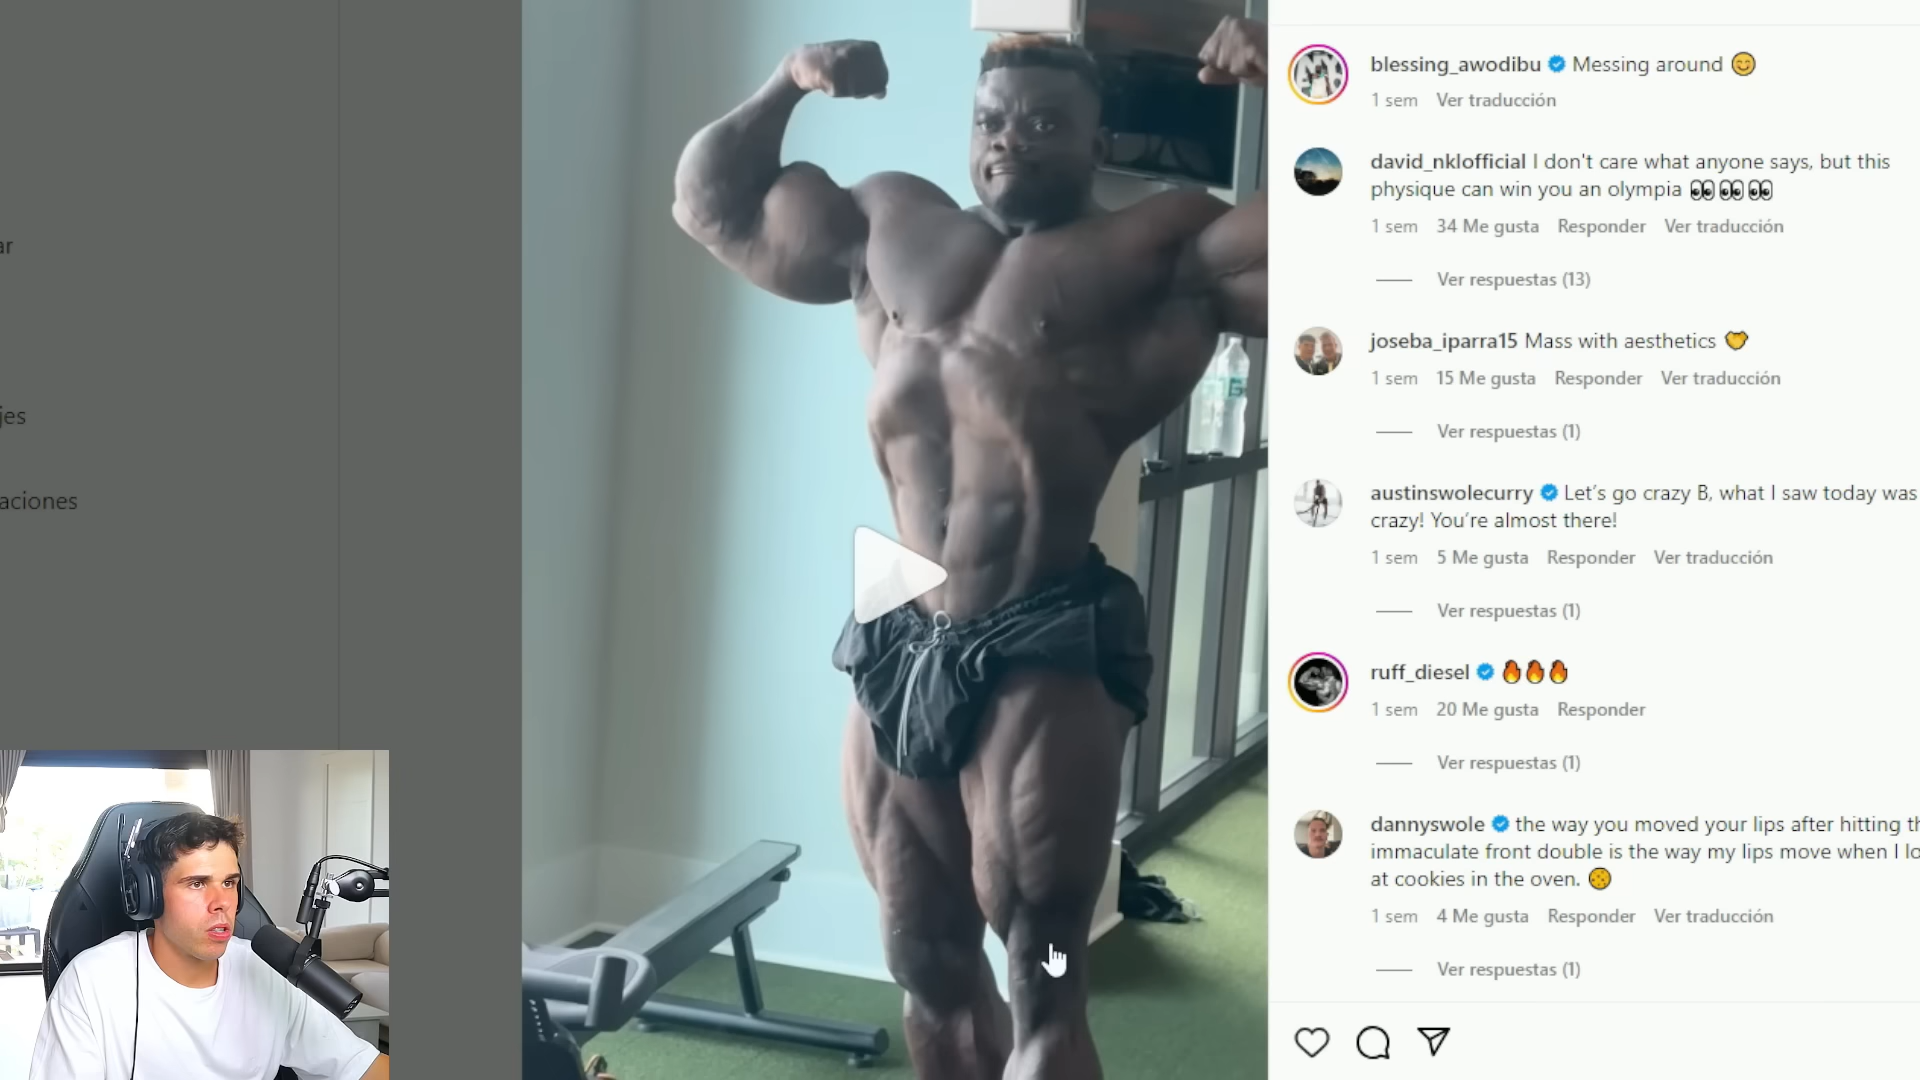 ar
jes
aciones
blessing_awodibu Messing around 😊
1 sem Ver traducción
david_nklofficial I don't care what anyone says, but this
physique can win you an olympia 👀👀👀
1 sem 34 Me gusta Responder Ver traducción
Ver respuestas (13)
joseba_iparra15 Mass with aesthetics
1 sem 15 Me gusta Responder Ver traducción
Ver respuestas (1)
austinswolecurry Let's go crazy B, what I saw today was
crazy! You're almost there!
1 sem 5 Me gusta Responder Ver traducción
Ver respuestas (1)
ruff_diesel 🔥🔥🔥
1 sem 20 Me gusta Responder
Ver respuestas (1)
dannyswole the way you moved your lips after hitting th
immaculate front double is the way my lips move when I lo
at cookies in the oven. 🍪
1 sem 4 Me gusta Responder Ver traducción
Ver respuestas (1)